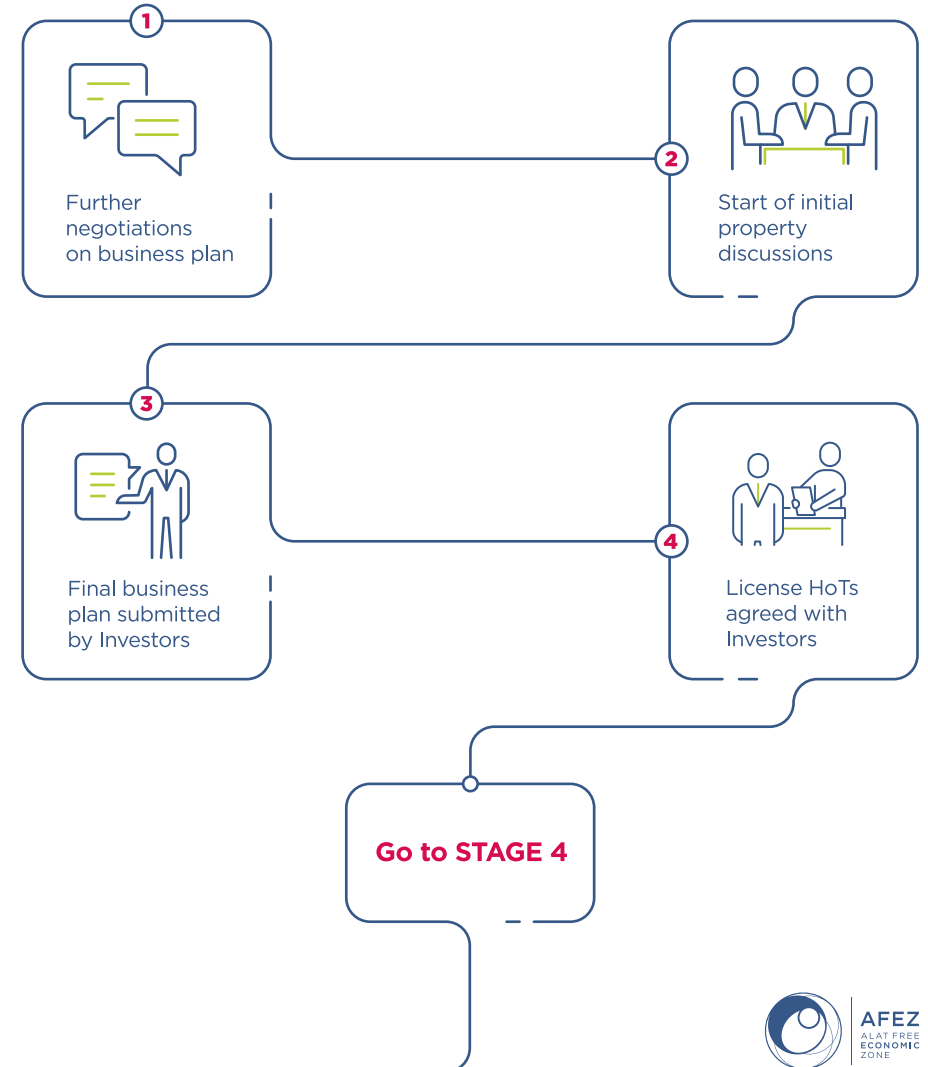 1
Further
negotiations
on business plan
2
Start of initial
property
discussions
3
Final business
plan submitted
by Investors
4
License HoTs
agreed with
Investors
Go to STAGE 4
AFEZ
ALAT FREE
ECONOMIC
ZONE